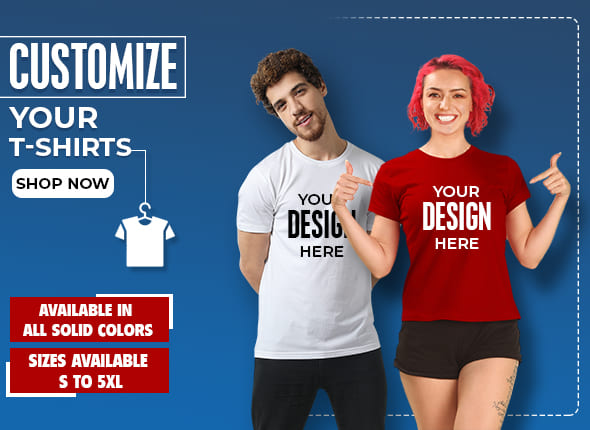 CUSTOMIZE
YOUR
T-SHIRTS
SHOP NOW
AVAILABLE IN
ALL SOLID COLORS
SIZES AVAILABLE
S TO 5XL
YOUR
DESIGN
HERE
YOUR
DESIGN
HERE